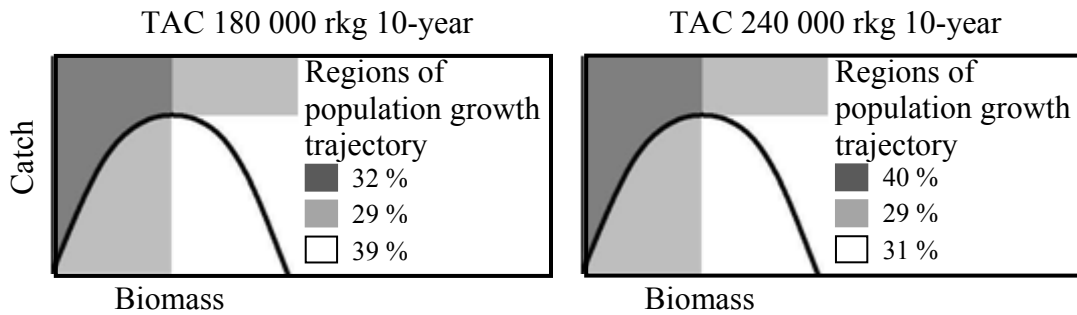 TAC 180 000 rkg 10-year
Catch
Regions of
population growth
trajectory
32 %
29 %
39 %
Biomass
TAC 240 000 rkg 10-year
Regions of
population growth
trajectory
40 %
29 %
31 %
Biomass